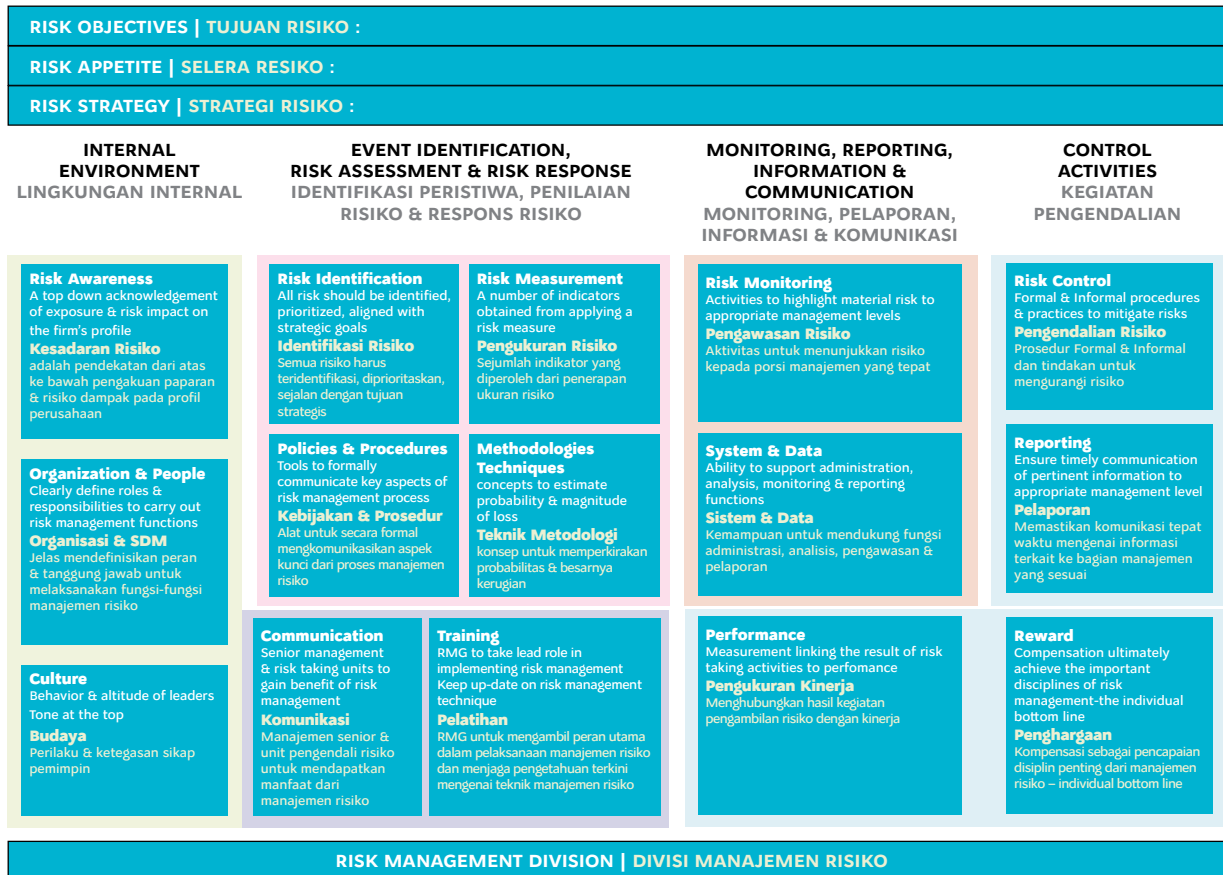 RISK OBJECTIVES | TUJUAN RISIKO :
RISK APPETITE | SELERA RESIKO :
RISK STRATEGY | STRATEGI RISIKO :
INTERNAL
ENVIRONMENT
LINGKUNGAN INTERNAL
EVENT IDENTIFICATION,
RISK ASSESSMENT & RISK RESPONSE
IDENTIFIKASI PERISTIWA, PENILAIAN
RISIKO & RESPONS RISIKO
MONITORING, REPORTING,
INFORMATION &
COMMUNICATION
MONITORING, PELAPORAN,
INFORMASI & KOMUNIKASI
CONTROL
ACTIVITIES
KEGIATAN
PENGENDALIAN
Risk Awareness
A top down acknowledgement
of exposure & risk impact on
the firm's profile
Kesadaran Risiko
adalah pendekatan dari atas
ke bawah pengakuan paparan
& risiko dampak pada profil
perusahaan
Organization & People
Clearly define roles &
responsibilities to carry out
risk management functions
Organisasi & SDM
Jelas mendefinisikan peran
& tanggung jawab untuk
melaksanakan fungsi-fungsi
manajemen risiko
Culture
Behavior & altitude of leaders
Tone at the top
Budaya
Perilaku & ketegasan sikap
pemimpin
Risk Identification
All risk should be identified,
prioritized, aligned with
strategic goals
Identifikasi Risiko
Semua risiko harus
teridentifikasi, diprioritaskan,
sejalan dengan tujuan
strategis
Risk Measurement
A number of indicators
obtained from applying a
risk measure
Pengukuran Risiko
Sejumlah indikator yang
diperoleh dari penerapan
ukuran risiko
Policies & Procedures
Tools to formally
communicate key aspects of
risk management process
Kebijakan & Prosedur
Alat untuk secara formal
mengkomunikasikan aspek
kunci dari proses manajemen
risiko
Methodologies
Techniques
concepts to estimate
probability & magnitude
of loss
Teknik Metodologi
konsep untuk memperkirakan
probabilitas & besarnya
kerugian
Communication
Senior management
& risk taking units to
gain benefit of risk
management
Komunikasi
Manajemen senior &
unit pengendali risiko
untuk mendapatkan
manfaat dari
manajemen risiko
Training
RMG to take lead role in
implementing risk management
Keep up-date on risk management
technique
Pelatihan
RMG untuk mengambil peran utama
dalam pelaksanaan manajemen risiko
dan menjaga pengetahuan terkini
mengenai teknik manajemen risiko
Risk Monitoring
Activities to highlight material risk to
appropriate management levels
Pengawasan Risiko
Aktivitas untuk menunjukkan risiko
kepada porsi manajemen yang tepat
System & Data
Ability to support administration,
analysis, monitoring & reporting
functions
Sistem & Data
Kemampuan untuk mendukung fungsi
administrasi, analisis, pengawasan &
pelaporan
Performance
Measurement linking the result of risk
taking activities to perfomance
Pengukuran Kinerja
Menghubungkan hasil kegiatan
pengambilan risiko dengan kinerja
Risk Control
Formal & Informal procedures
& practices to mitigate risks
Pengendalian Risiko
Prosedur Formal & Informal
dan tindakan untuk
mengurangi risiko
Reporting
Ensure timely communication
of pertinent information to
appropriate management level
Pelaporan
Memastikan komunikasi tepat
waktu mengenai informasi
terkait ke bagian manajemen
yang sesuai
Reward
Compensation ultimately
achieve the important
disciplines of risk
management-the individual
bottom line
Penghargaan
Kompensasi sebagai pencapaian
disiplin penting dari manajemen
risiko – individual bottom line
RISK MANAGEMENT DIVISION | DIVISI MANAJEMEN RISIKO